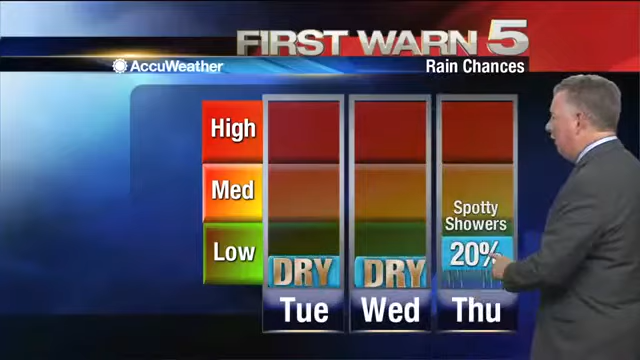 FIRST WARN 5
AccuWeather
Rain Chances
High
Med
Low
Spotty
Showers
DRY
DRY
20%
Tue
Wed
Thu